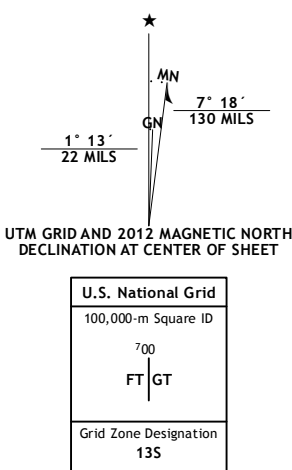 ★
MN
7° 18´
130 MILS
GN
1° 13´
22 MILS
UTM GRID AND 2012 MAGNETIC NORTH
DECLINATION AT CENTER OF SHEET
U.S. National Grid
100,000-m Square ID
⁷00
FT GT
Grid Zone Designation
13S